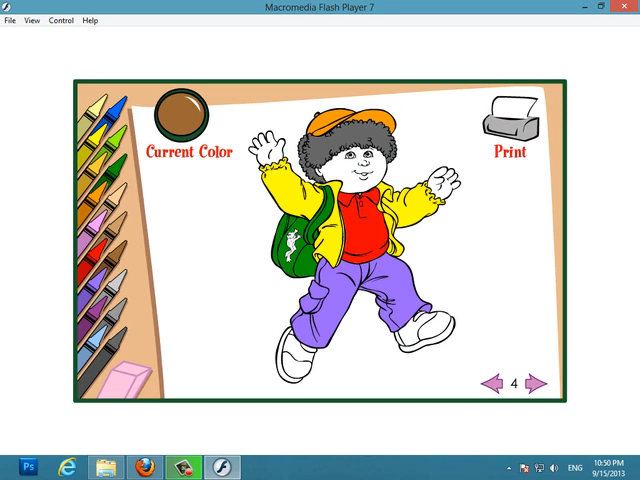 Macromedia Flash Player 7
File View Control Help
Current Color
Print
4
Ps
ENG
10:50 PM
9/15/2013